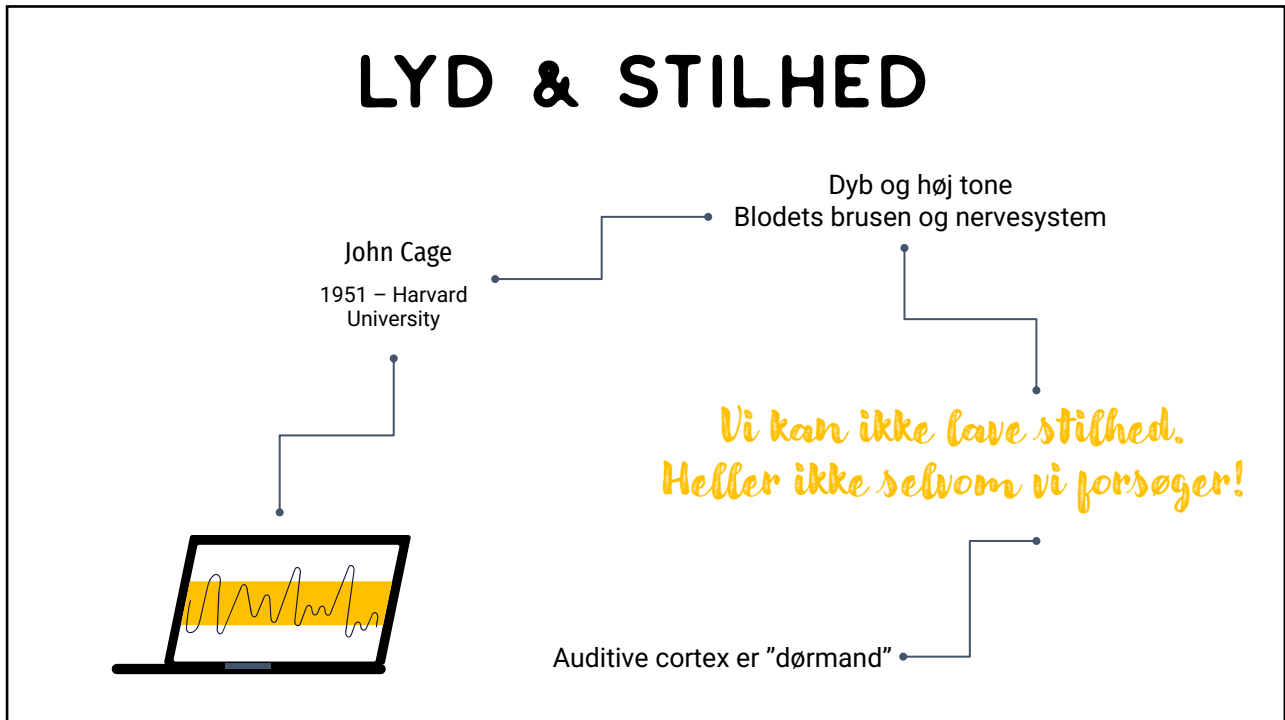 LYD & STILHED
John Cage
1951 – Harvard
University
Dyb og høj tone
Blodets brusen og nervesystem
Vi kan ikke lave stilhed.
Heller ikke selvom vi forsøger!
Auditive cortex er ”dørmand”